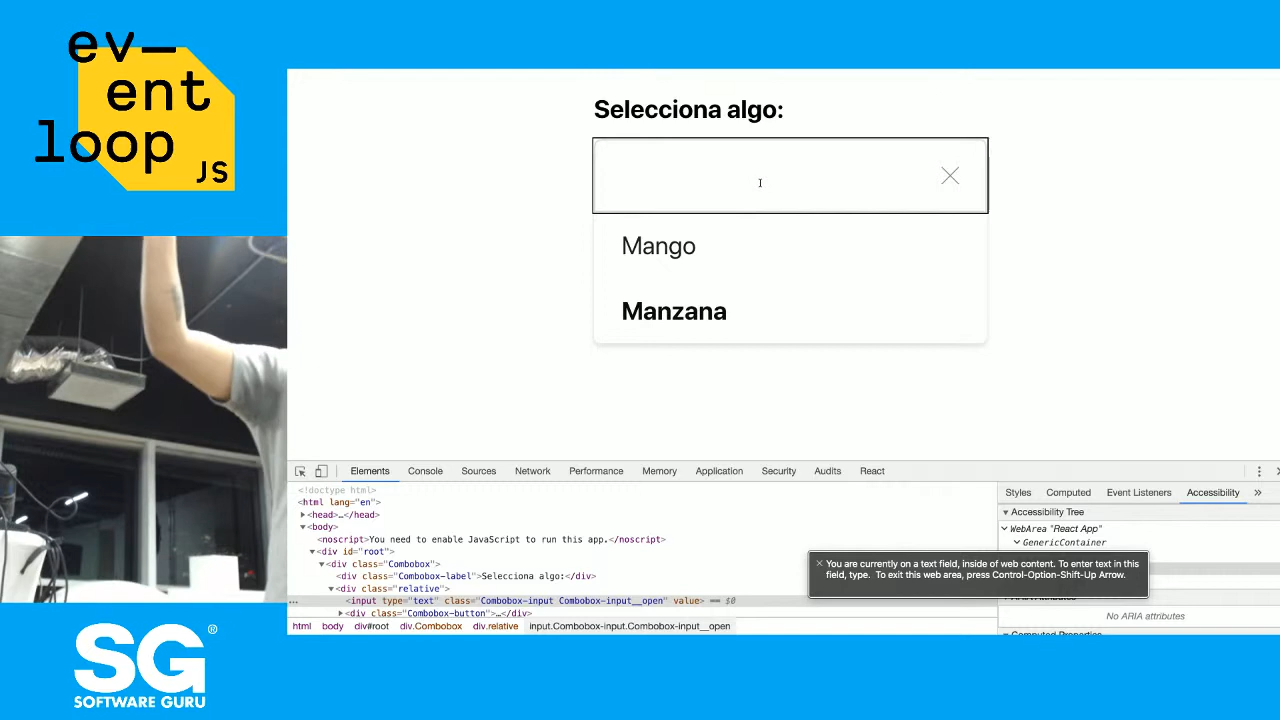 ev—
ent
loop
JS
Selecciona algo:
Mango
Manzana
Elements Console Sources Network Performance Memory Application Security Audits React
<!doctype html>
<html lang="en">
<head>…</head>
<body>
<noscript>You need to enable JavaScript to run this app.</noscript>
<div id="root">
<div class="Combobox">
<div class="Combobox-label">Selecciona algo:</div>
<div class="relative">
<input type="text" class="Combobox-input Combobox-input__open" value> == $0
<div class="Combobox-button">…</div>
html body div#root div.Combobox div.relative input.Combobox-input.Combobox-input__open
Styles Computed Event Listeners Accessibility »
Accessibility Tree
WebArea "React App"
GenericContainer
You are currently on a text field, inside of web content. To enter text in this
field, type. To exit this web area, press Control-Option-Shift-Up Arrow.
ARIA Attributes
No ARIA attributes
Computed Properties
SG®
SOFTWARE GURU